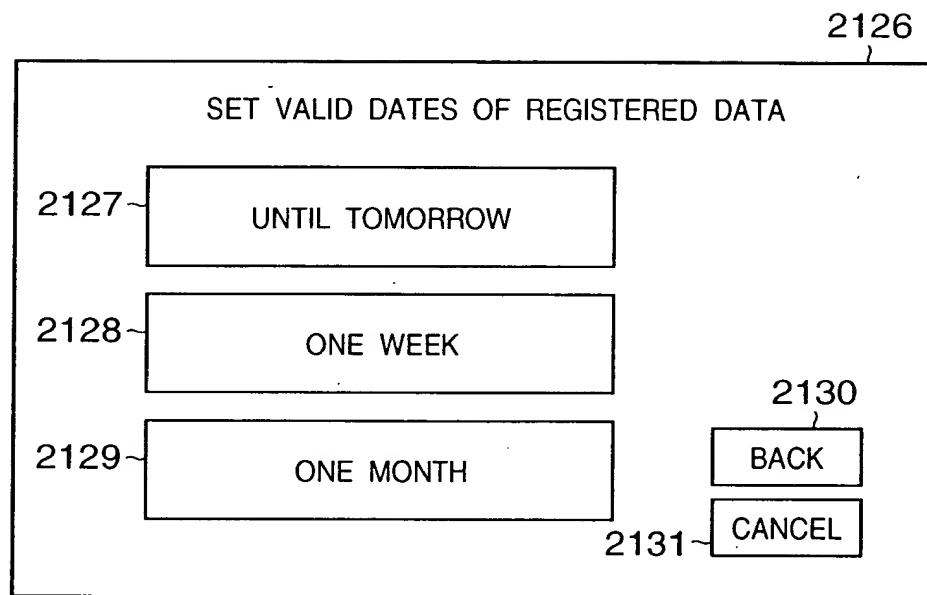 2126
SET VALID DATES OF REGISTERED DATA
2127
UNTIL TOMORROW
2128
ONE WEEK
2129
ONE MONTH
2130
BACK
2131
CANCEL